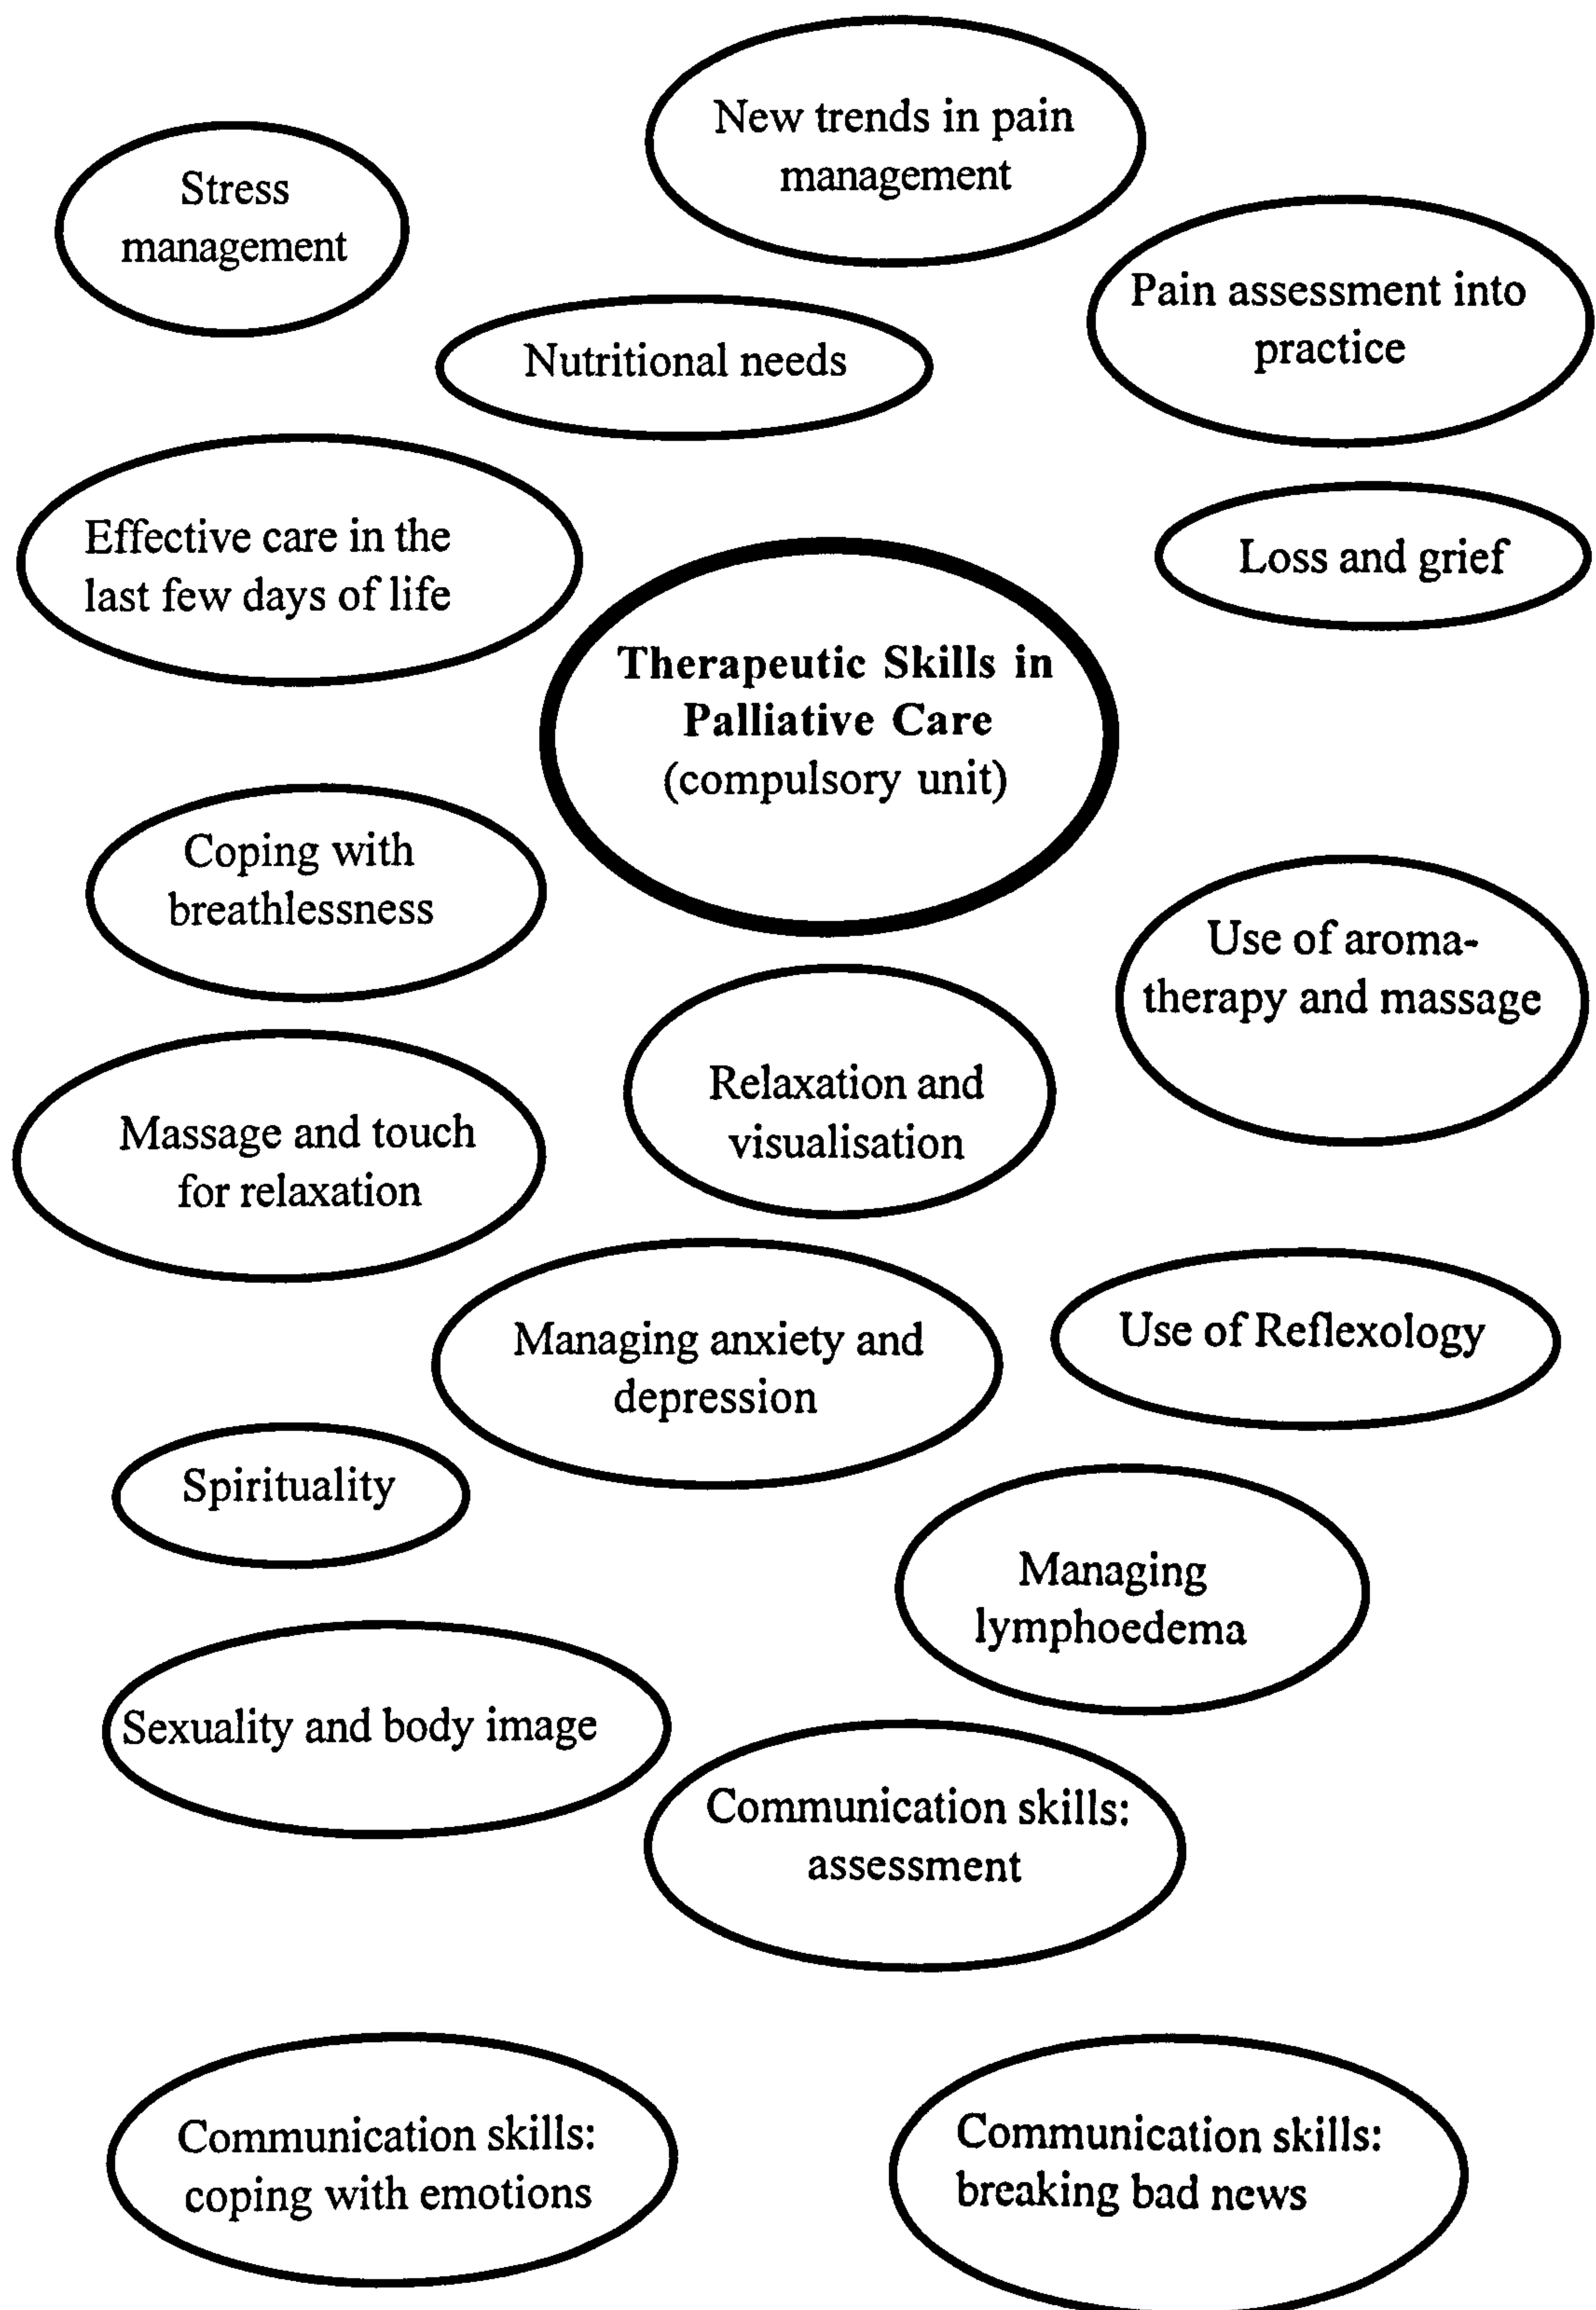 New trends in pain
management
Stress
management
Pain assessment into
practice
Nutritional needs
Effective care in the
last few days of life
Loss and grief
Therapeutic Skills in
Palliative Care
(compulsory unit)
Coping with
breathlessness
Use of aroma-
therapy and massage
Relaxation and
visualisation
Massage and touch
for relaxation
Managing anxiety and
depression
Use of Reflexology
Spirituality
Managing
lymphoedema
Sexuality and body image
Communication skills:
assessment
Communication skills:
coping with emotions
Communication skills:
breaking bad news